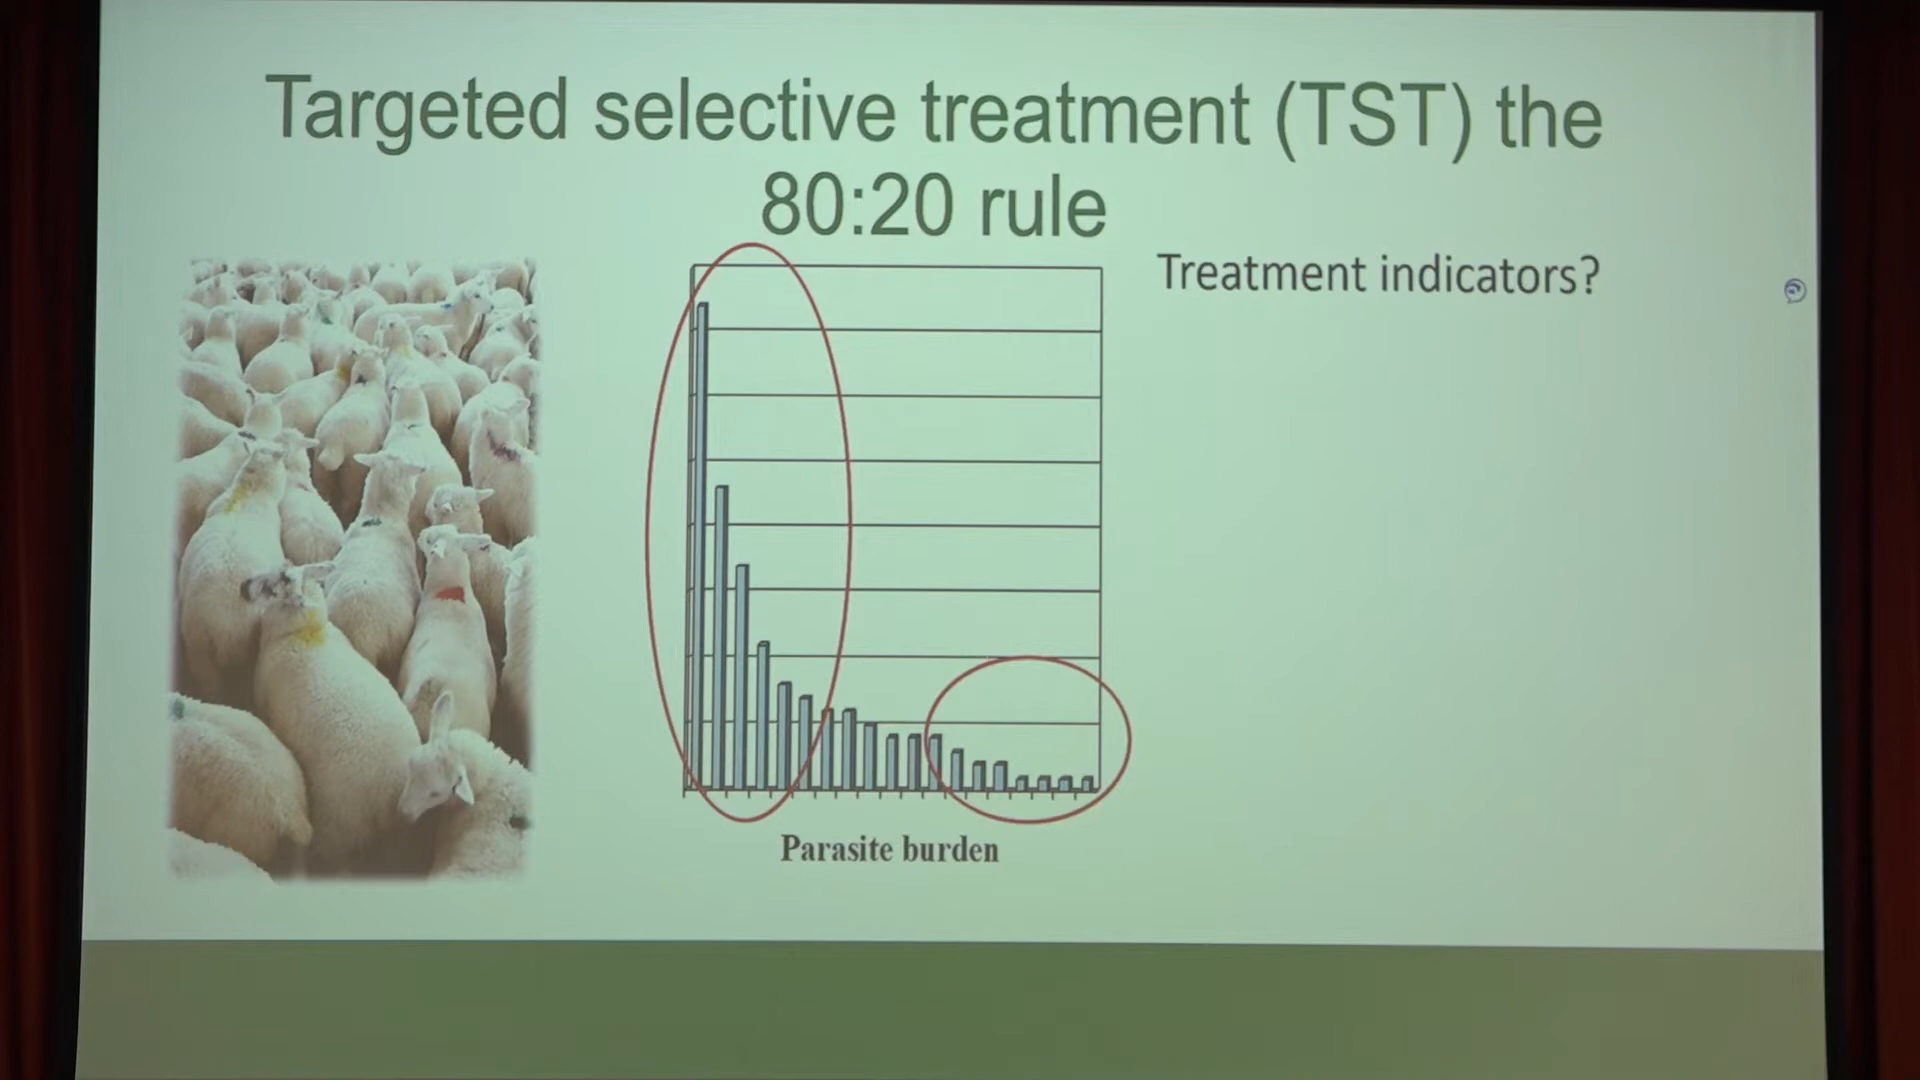 Targeted selective treatment (TST) the
80:20 rule
Treatment indicators?
Parasite burden